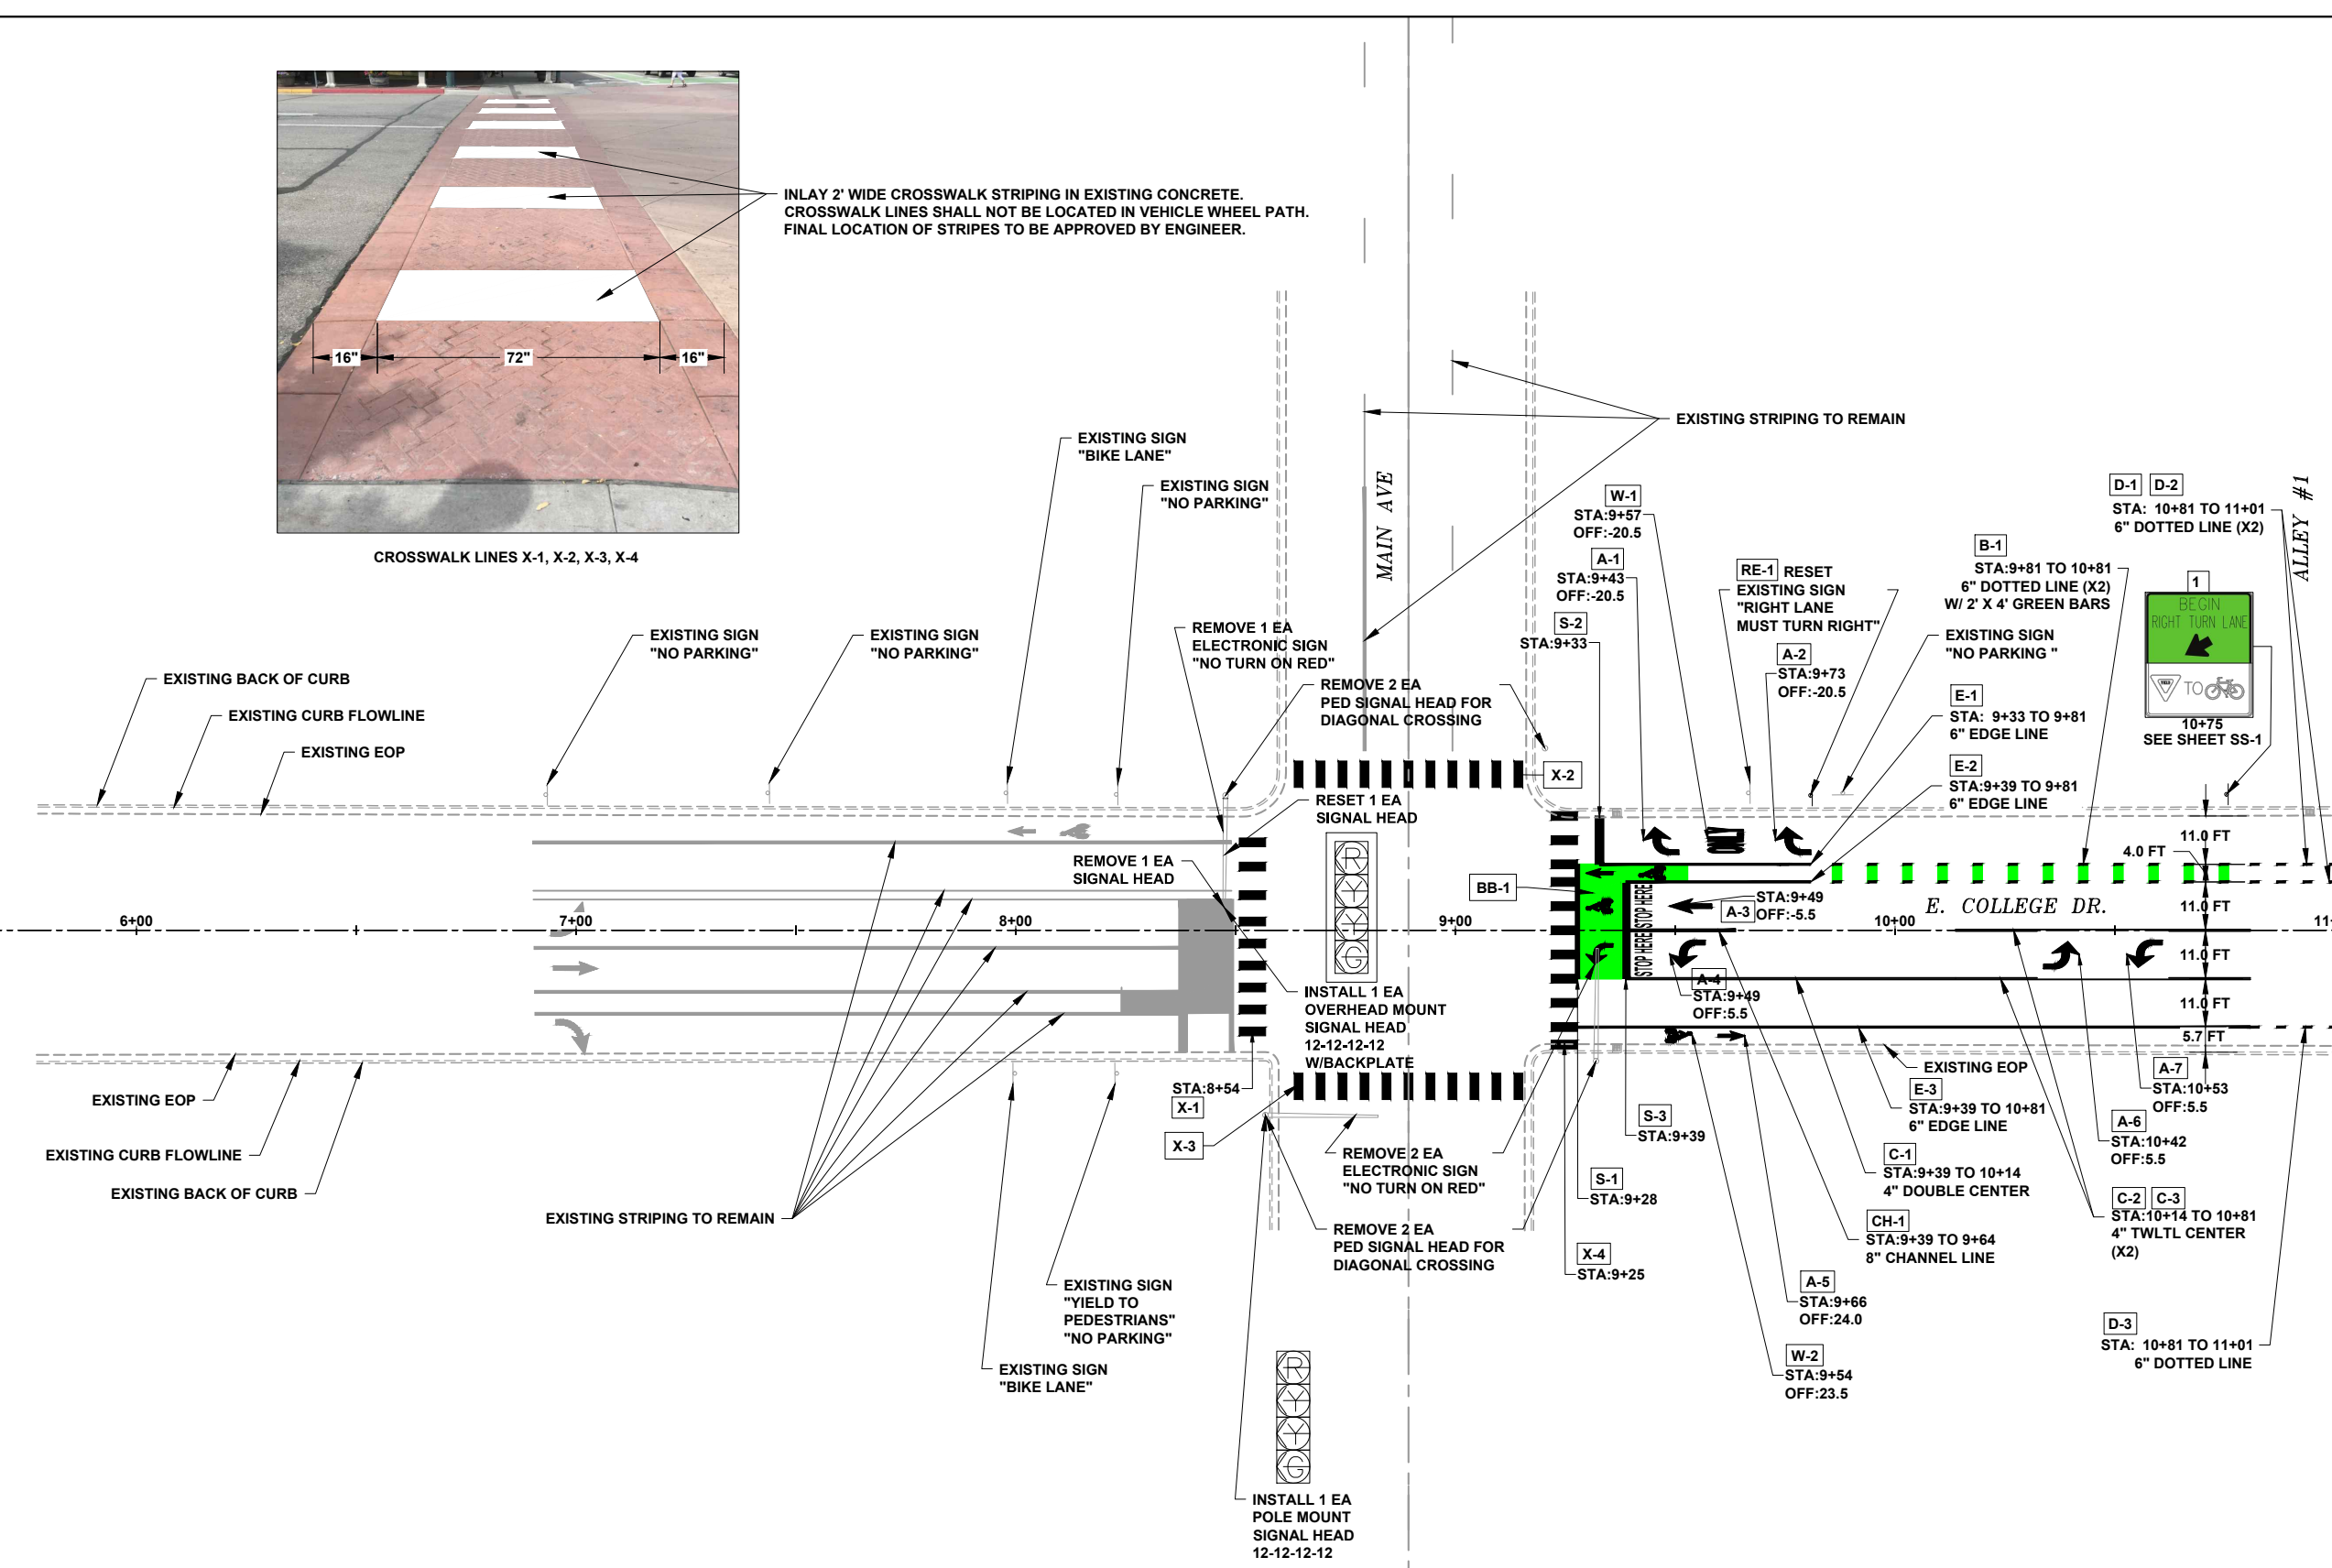 INLAY 2' WIDE CROSSWALK STRIPING IN EXISTING CONCRETE.
CROSSWALK LINES SHALL NOT BE LOCATED IN VEHICLE WHEEL PATH.
FINAL LOCATION OF STRIPES TO BE APPROVED BY ENGINEER.
16"
72"
16"
CROSSWALK LINES X-1, X-2, X-3, X-4
EXISTING SIGN
"BIKE LANE"
EXISTING SIGN
"NO PARKING"
EXISTING STRIPING TO REMAIN
MAIN AVE
W-1
STA:9+57
OFF:-20.5
A-1
STA:9+43
OFF:-20.5
S-2
STA:9+33
RE-1 RESET
EXISTING SIGN
"RIGHT LANE
MUST TURN RIGHT"
A-2
STA:9+73
OFF:-20.5
D-1 D-2
STA: 10+81 TO 11+01
6" DOTTED LINE (X2)
ALLEY #1
B-1
STA:9+81 TO 10+81
6" DOTTED LINE (X2)
W/ 2' X 4' GREEN BARS
EXISTING SIGN
"NO PARKING "
E-1
STA: 9+33 TO 9+81
6" EDGE LINE
E-2
STA:9+39 TO 9+81
6" EDGE LINE
1
BEGIN
RIGHT TURN LANE
YIELD
TO
10+75
SEE SHEET SS-1
EXISTING BACK OF CURB
EXISTING CURB FLOWLINE
EXISTING EOP
EXISTING SIGN
"NO PARKING"
EXISTING SIGN
"NO PARKING"
REMOVE 1 EA
ELECTRONIC SIGN
"NO TURN ON RED"
REMOVE 2 EA
PED SIGNAL HEAD FOR
DIAGONAL CROSSING
X-2
RESET 1 EA
SIGNAL HEAD
REMOVE 1 EA
SIGNAL HEAD
R
Y
Y
G
BB-1
STOP HERE
STOP HERE
STA:9+49
A-3 OFF:-5.5
A-4
STA:9+49
OFF:5.5
E. COLLEGE DR.
11.0 FT
4.0 FT
11.0 FT
11.0 FT
11.0 FT
5.7 FT
6+00
7+00
8+00
9+00
10+00
11+
INSTALL 1 EA
OVERHEAD MOUNT
SIGNAL HEAD
12-12-12-12
W/BACKPLATE
STA:8+54
X-1
X-3
EXISTING EOP
EXISTING CURB FLOWLINE
EXISTING BACK OF CURB
EXISTING STRIPING TO REMAIN
REMOVE 2 EA
ELECTRONIC SIGN
"NO TURN ON RED"
REMOVE 2 EA
PED SIGNAL HEAD FOR
DIAGONAL CROSSING
S-3
STA:9+39
S-1
STA:9+28
X-4
STA:9+25
EXISTING EOP
E-3
STA:9+39 TO 10+81
6" EDGE LINE
C-1
STA:9+39 TO 10+14
4" DOUBLE CENTER
CH-1
STA:9+39 TO 9+64
8" CHANNEL LINE
A-7
STA:10+53
OFF:5.5
A-6
STA:10+42
OFF:5.5
C-2 C-3
STA:10+14 TO 10+81
4" TWLTL CENTER
(X2)
A-5
STA:9+66
OFF:24.0
W-2
STA:9+54
OFF:23.5
D-3
STA: 10+81 TO 11+01
6" DOTTED LINE
EXISTING SIGN
"YIELD TO
PEDESTRIANS"
"NO PARKING"
EXISTING SIGN
"BIKE LANE"
R
Y
Y
G
INSTALL 1 EA
POLE MOUNT
SIGNAL HEAD
12-12-12-12